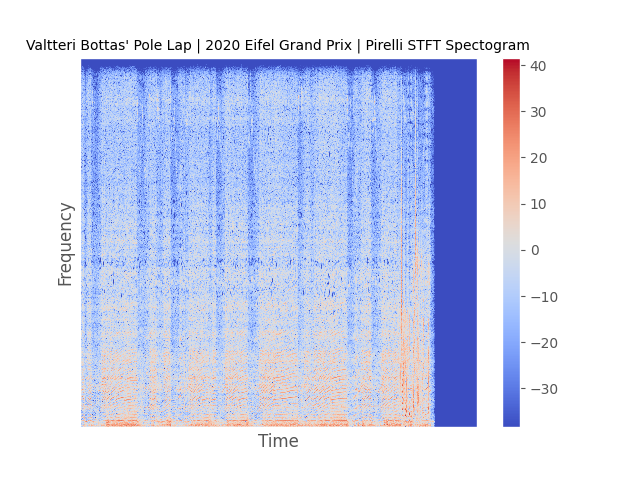 Valtteri Bottas' Pole Lap | 2020 Eifel Grand Prix | Pirelli STFT Spectogram
Frequency
Time
40
30
20
10
0
−10
−20
−30